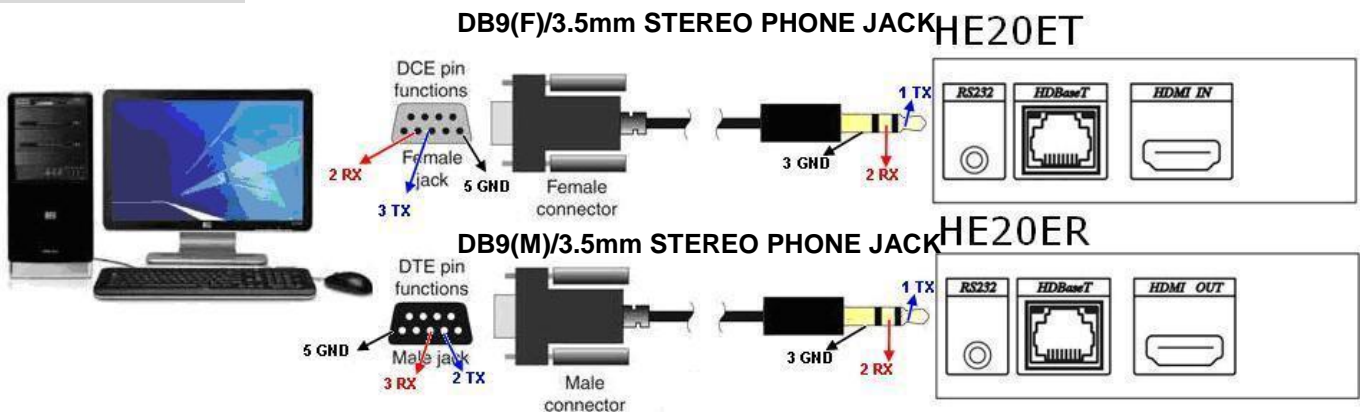 DB9(F)/3.5mm STEREO PHONE JACK
HE20ET
DCE pin
functions
Female
jack
2 RX
3 TX
5 GND
Female
connector
1 TX
3 GND
2 RX
RS232
HDBaseT
HDMI IN
DB9(M)/3.5mm STEREO PHONE JACK
HE20ER
DTE pin
functions
5 GND
Male jack
3 RX
2 TX
Male
connector
1 TX
3 GND
2 RX
RS232
HDBaseT
HDMI OUT